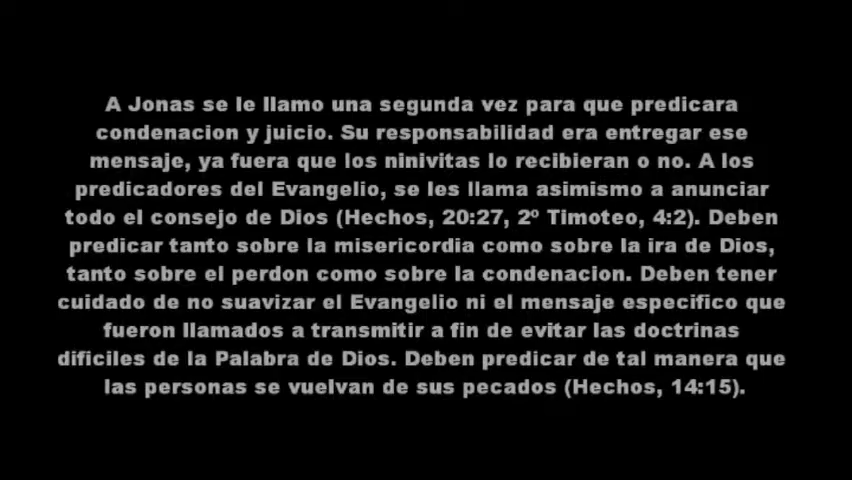 A Jonas se le llamo una segunda vez para que predicara
condenacion y juicio. Su responsabilidad era entregar ese
mensaje, ya fuera que los ninivitas lo recibieran o no. A los
predicadores del Evangelio, se les llama asimismo a anunciar
todo el consejo de Dios (Hechos, 20:27, 2º Timoteo, 4:2). Deben
predicar tanto sobre la misericordia como sobre la ira de Dios,
tanto sobre el perdon como sobre la condenacion. Deben tener
cuidado de no suavizar el Evangelio ni el mensaje especifico que
fueron llamados a transmitir a fin de evitar las doctrinas
dificiles de la Palabra de Dios. Deben predicar de tal manera que
las personas se vuelvan de sus pecados (Hechos, 14:15).